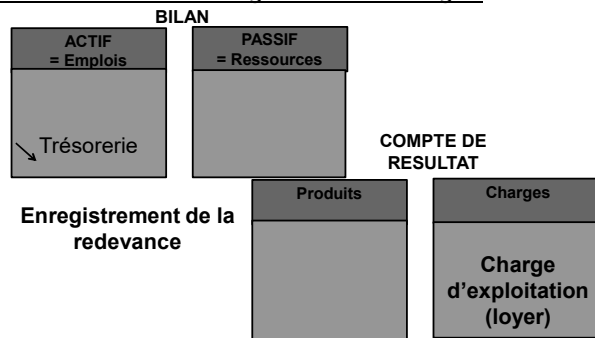 BILAN
ACTIF
= Emplois
PASSIF
= Ressources
Trésorerie
COMPTE DE
RESULTAT
Enregistrement de la
redevance
Produits
Charges
Charge
d'exploitation
(loyer)